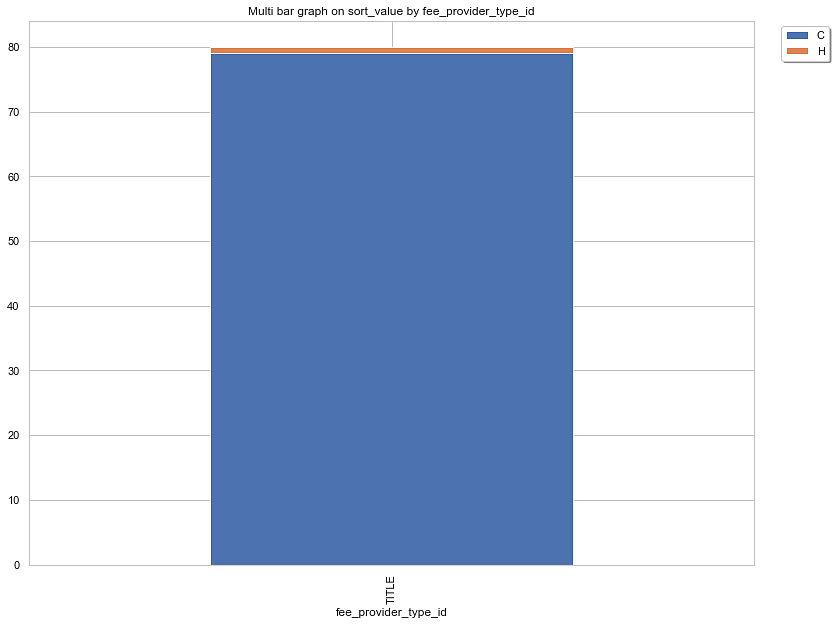 Multi bar graph on sort_value by fee_provider_type_id
C
H
80
70
60
50
40
30
20
10
0
TITLE
fee_provider_type_id